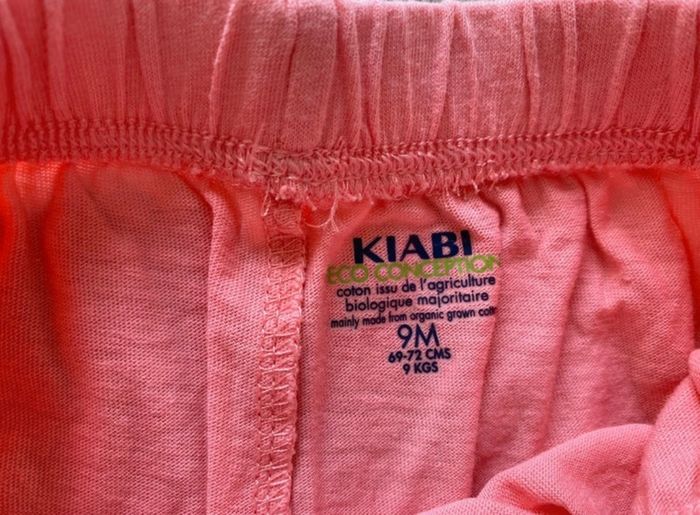 KIABI
ECO CONCEPTION
coton issu de l'agriculture
biologique majoritaire
mainly made from organic grown cott
9M
69-72 CMS
9 KGS